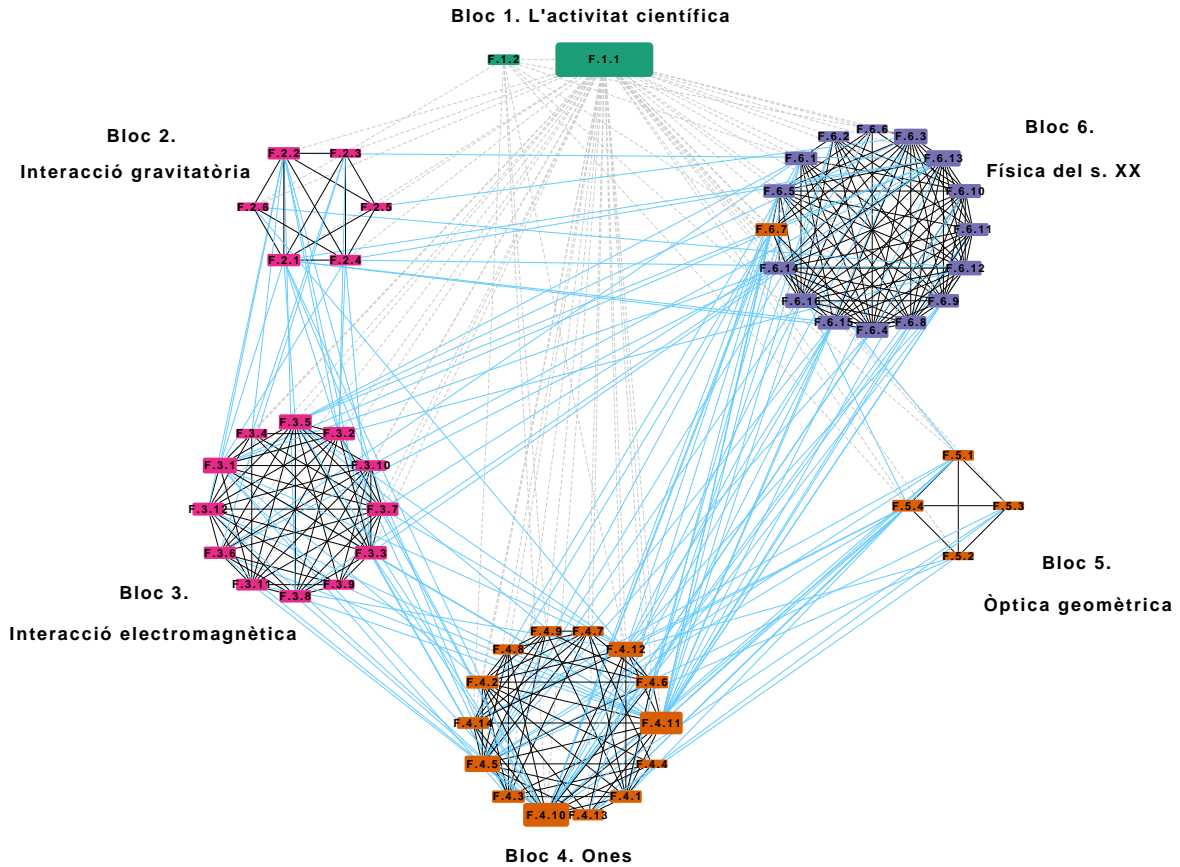 Bloc 1. L'activitat científica
F.1.2
F.1.1
Bloc 2.
Interacció gravitatòria
F.2.2
F.2.3
F.2.6
F.2.5
F.2.1
F.2.4
Bloc 6.
Física del s. XX
F.6.6
F.6.2
F.6.3
F.6.1
F.6.13
F.6.5
F.6.10
F.6.7
F.6.11
F.6.14
F.6.12
F.6.16
F.6.9
F.6.15
F.6.8
F.6.4
F.3.5
F.3.4
F.3.2
F.3.1
F.3.10
F.3.12
F.3.7
F.3.6
F.3.3
F.3.11
F.3.9
F.3.8
Bloc 3.
Interacció electromagnètica
F.5.1
F.5.4
F.5.3
F.5.2
Bloc 5.
Òptica geomètrica
F.4.9
F.4.7
F.4.8
F.4.12
F.4.2
F.4.6
F.4.14
F.4.11
F.4.5
F.4.4
F.4.3
F.4.1
F.4.10
F.4.13
Bloc 4. Ones